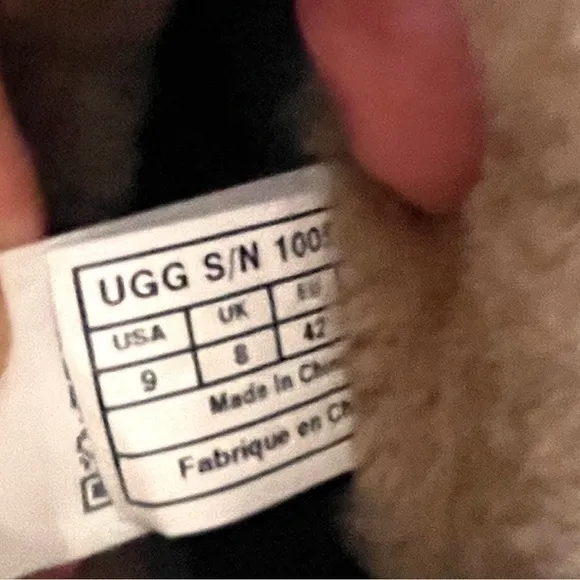 UGG S/N 100
USA UK EU
9 8 42
Made in Ch
Fabrique en Ch